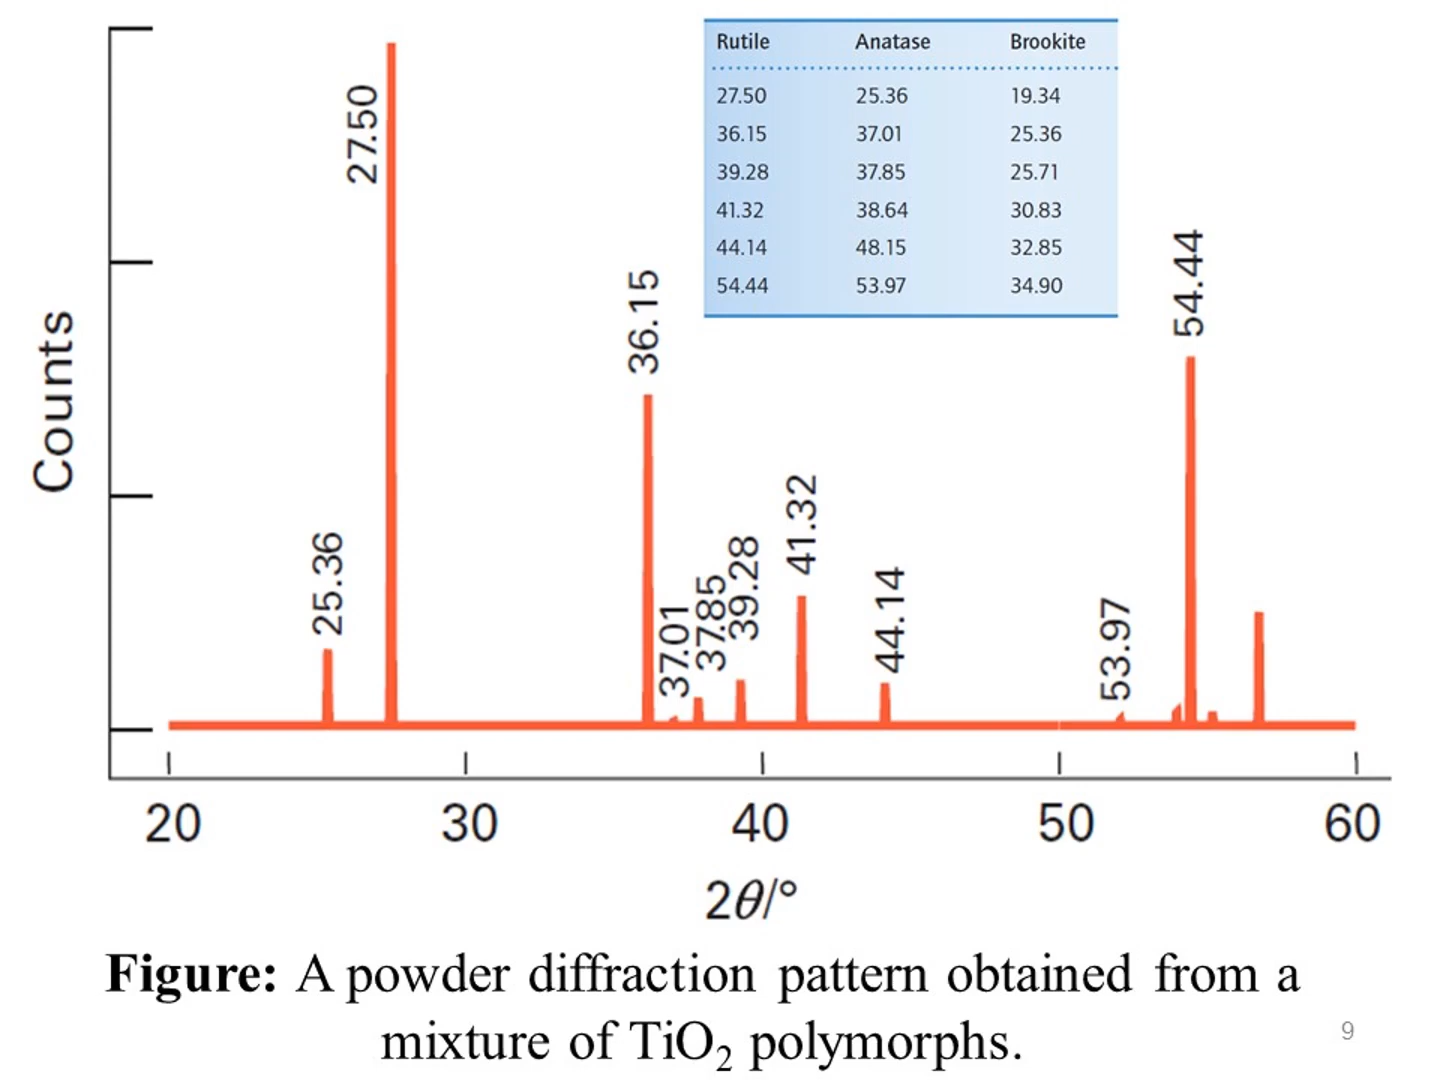 Counts
27.50
25.36
36.15
37.01
37.85
39.28
41.32
44.14
53.97
54.44
Rutile Anatase Brookite
27.50 25.36 19.34
36.15 37.01 25.36
39.28 37.85 25.71
41.32 38.64 30.83
44.14 48.15 32.85
54.44 53.97 34.90
20 30 40 50 60
2θ/°
Figure: A powder diffraction pattern obtained from a
mixture of TiO₂ polymorphs.
9